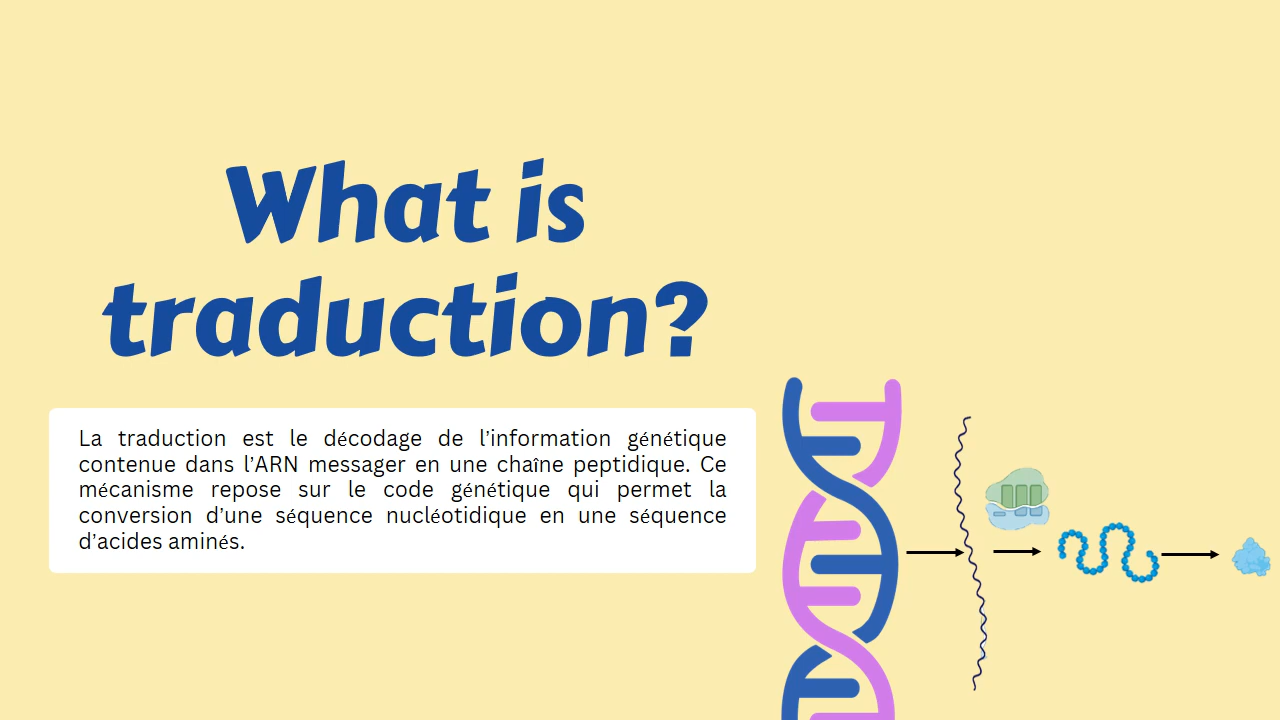 What is
traduction?
La traduction est le décodage de l’information génétique
contenue dans l’ARN messager en une chaîne peptidique. Ce
mécanisme repose sur le code génétique qui permet la
conversion d’une séquence nucléotidique en une séquence
d’acides aminés.